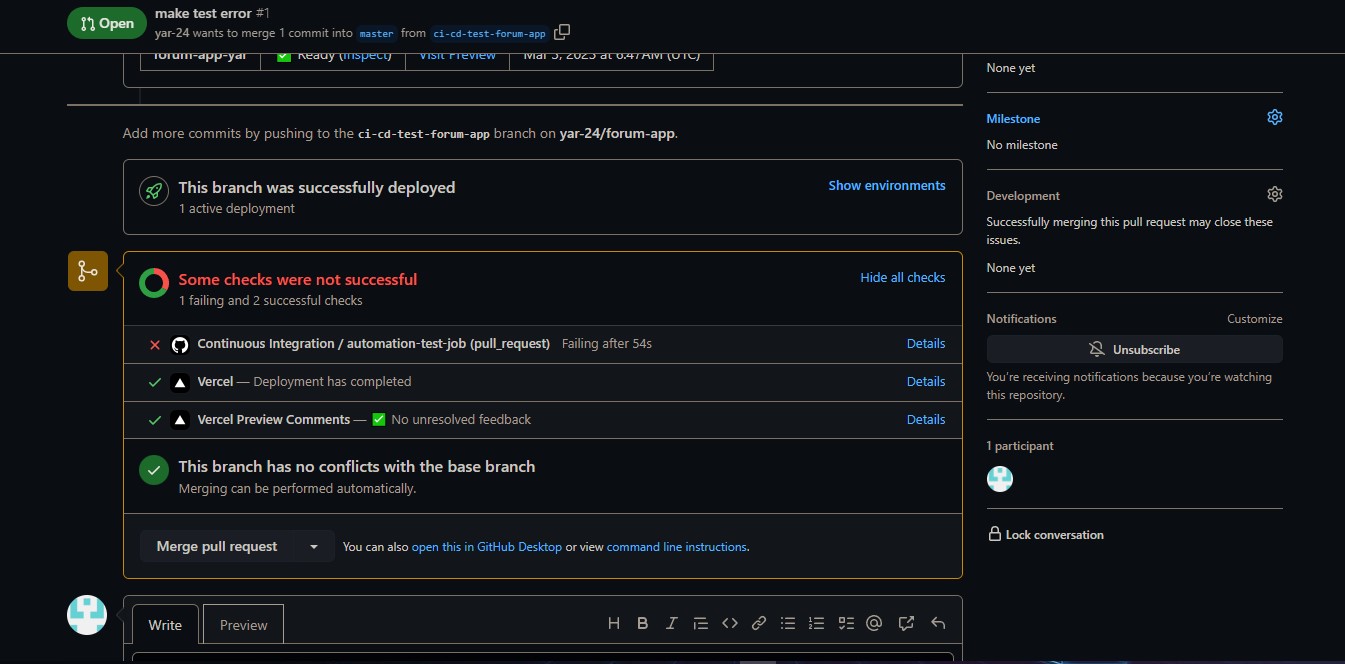 Open
make test error #1
yar-24 wants to merge 1 commit into master from ci-cd-test-forum-app
forum-app-yar Ready (Inspect) Visit Preview Mar 5, 2025 at 6:47AM (UTC)
Add more commits by pushing to the ci-cd-test-forum-app branch on yar-24/forum-app.
This branch was successfully deployed
Show environments
1 active deployment
Some checks were not successful
Hide all checks
1 failing and 2 successful checks
Continuous Integration / automation-test-job (pull_request) Failing after 54s Details
Vercel — Deployment has completed Details
Vercel Preview Comments — ✅ No unresolved feedback Details
This branch has no conflicts with the base branch
Merging can be performed automatically.
Merge pull request
You can also open this in GitHub Desktop or view command line instructions.
Write Preview
None yet
Milestone
No milestone
Development
Successfully merging this pull request may close these
issues.
None yet
Notifications Customize
Unsubscribe
You're receiving notifications because you're watching
this repository.
1 participant
Lock conversation